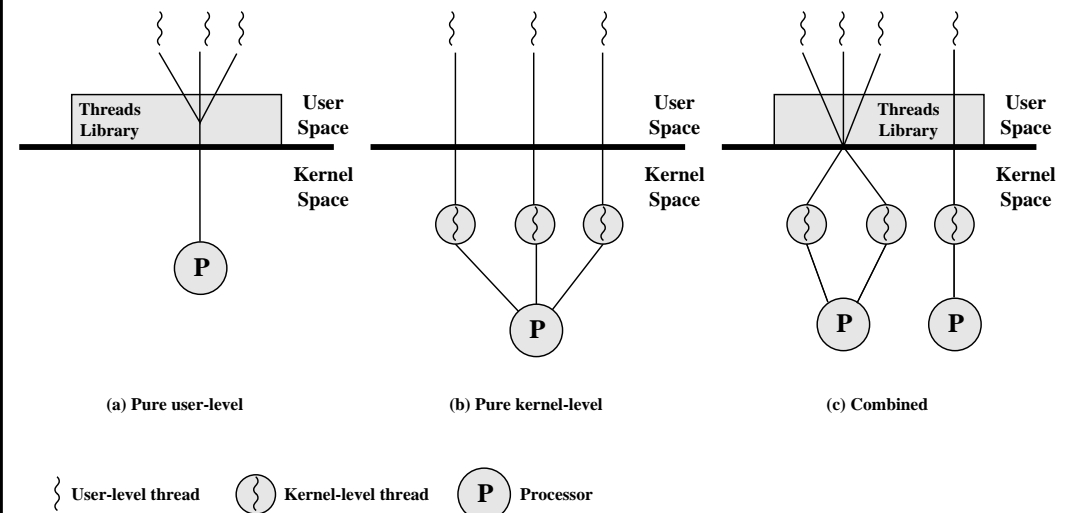 Threads
Library
User
Space
Kernel
Space
P
(a) Pure user-level
User
Space
Kernel
Space
P
(b) Pure kernel-level
Threads
Library
User
Space
Kernel
Space
P
P
(c) Combined
User-level thread
Kernel-level thread
P
Processor